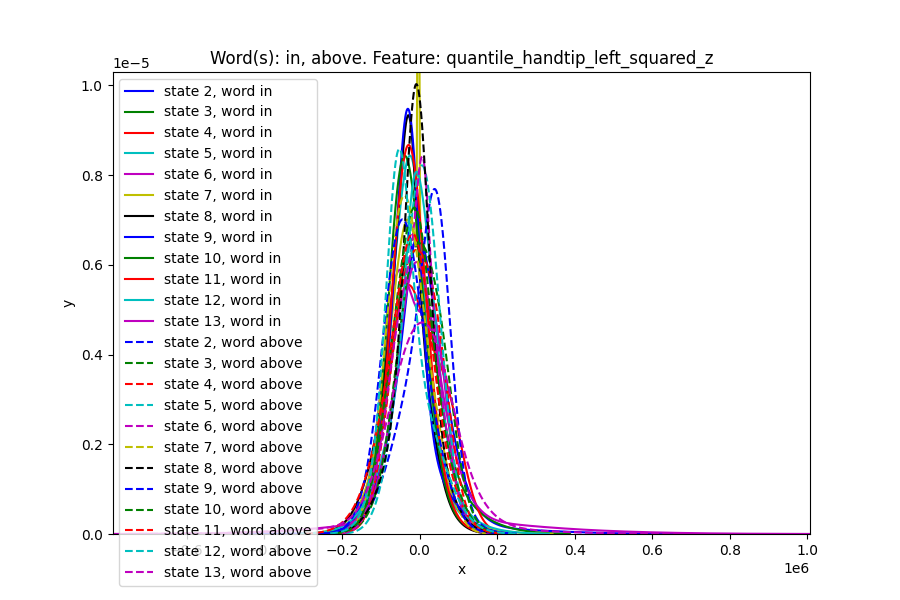 Word(s): in, above. Feature: quantile_handtip_left_squared_z
1e−5
1.0
0.8
0.6
0.4
0.2
0.0
y
state 2, word in
state 3, word in
state 4, word in
state 5, word in
state 6, word in
state 7, word in
state 8, word in
state 9, word in
state 10, word in
state 11, word in
state 12, word in
state 13, word in
state 2, word above
state 3, word above
state 4, word above
state 5, word above
state 6, word above
state 7, word above
state 8, word above
state 9, word above
state 10, word above
state 11, word above
state 12, word above
state 13, word above
−0.2 0.0 0.2 0.4 0.6 0.8 1.0
x
1e6